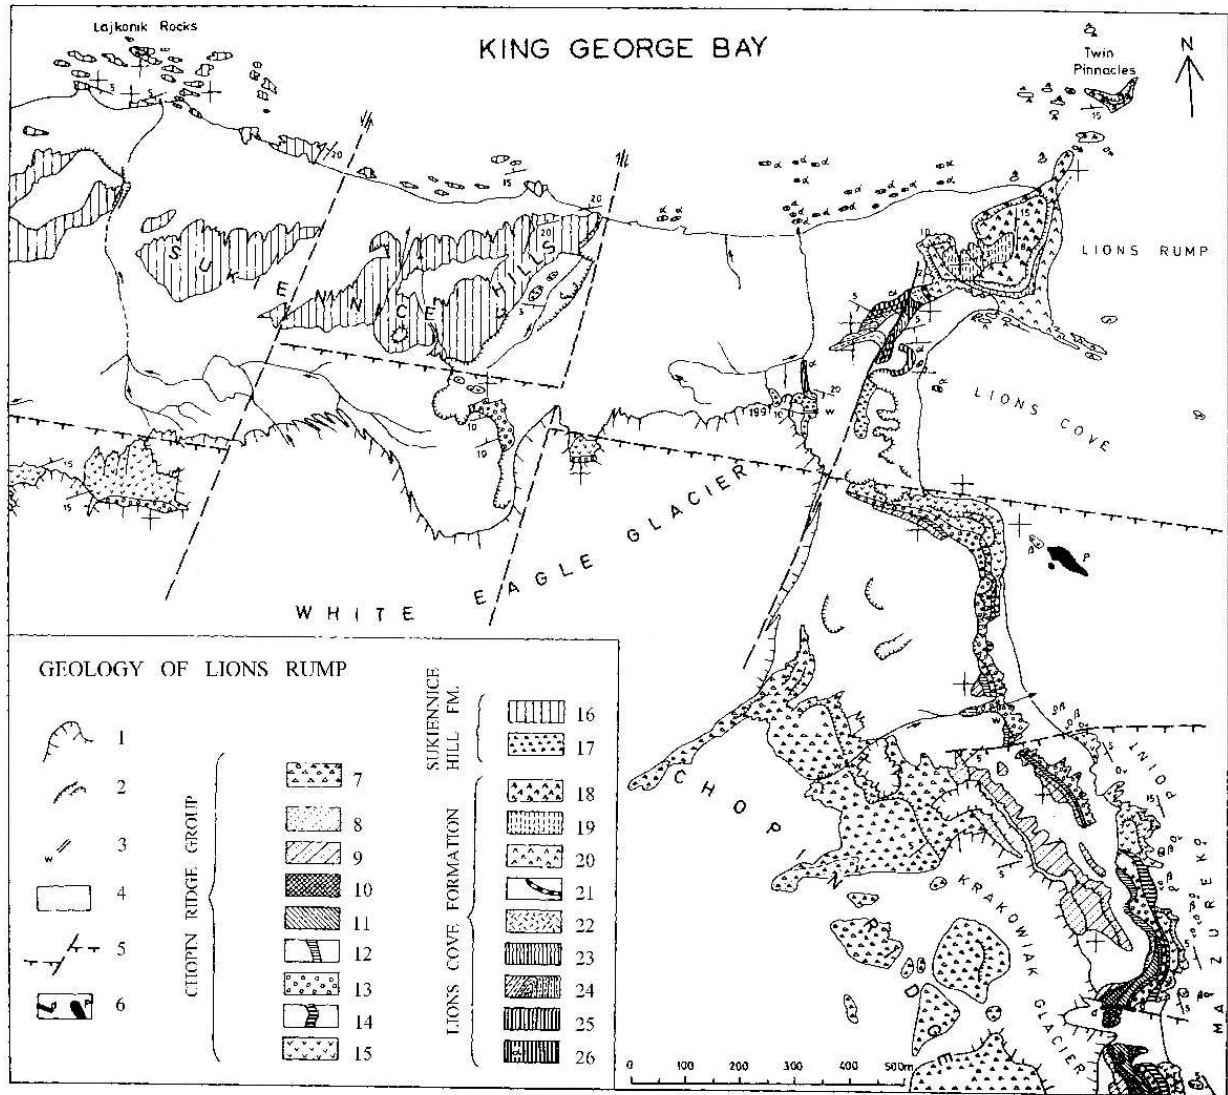 Lajkonik Rocks
KING GEORGE BAY
Twin
Pinnacles
N
LIONS RUMP
SUKIENNICE HILLS
LIONS COVE
WHITE EAGLE GLACIER
CHOPIN RIDGE
KRAKOWIAK GLACIER
MAZUREK POINT
GEOLOGY OF LIONS RUMP
1
2
3
4
5
6
CHOPIN RIDGE GROUP
7
8
9
10
11
12
13
14
15
SUKIENNICE
HILL FM.
16
17
LIONS COVE FORMATION
18
19
20
21
22
23
24
25
26
0 100 200 300 400 500m